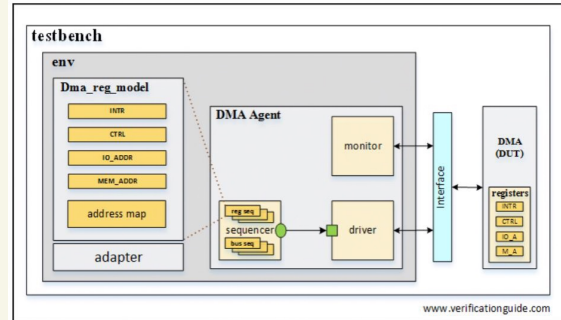 testbench
env
Dma_reg_model
INTR
CTRL
IO_ADDR
MEM_ADDR
address map
adapter
DMA Agent
monitor
reg seq
sequencer
bus seq
driver
Interface
DMA
(DUT)
registers
INTR
CTRL
IO_A
M_A
www.verificationguide.com